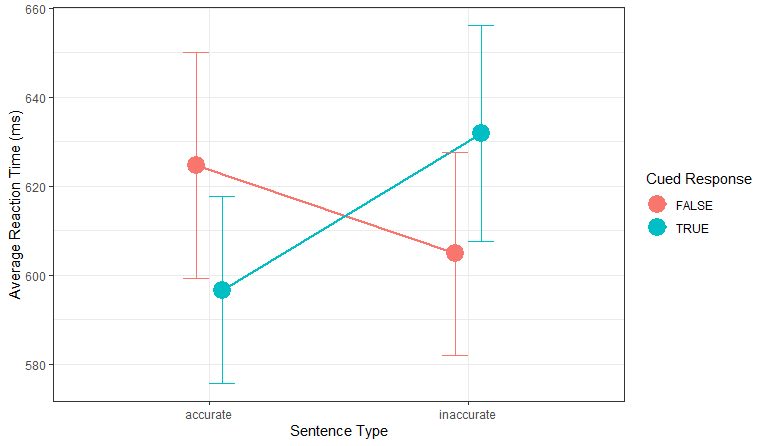 660
640
620
600
580
Average Reaction Time (ms)
accurate
inaccurate
Sentence Type
Cued Response
FALSE
TRUE